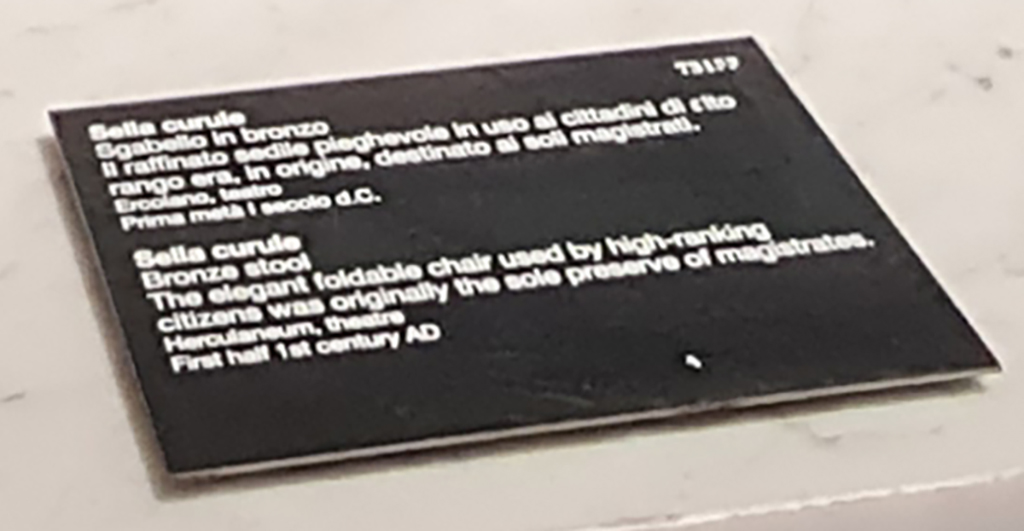 Sella curule
Sgabello in bronzo
Il raffinato sedile pieghevole in uso ai cittadini di alto
rango era, in origine, destinato ai soli magistrati.
Ercolano, teatro
Prima metà I secolo d.C.
Sella curule
Bronze stool
The elegant foldable chair used by high-ranking
citizens was originally the sole preserve of magistrates.
Herculaneum, theatre
First half 1st century AD